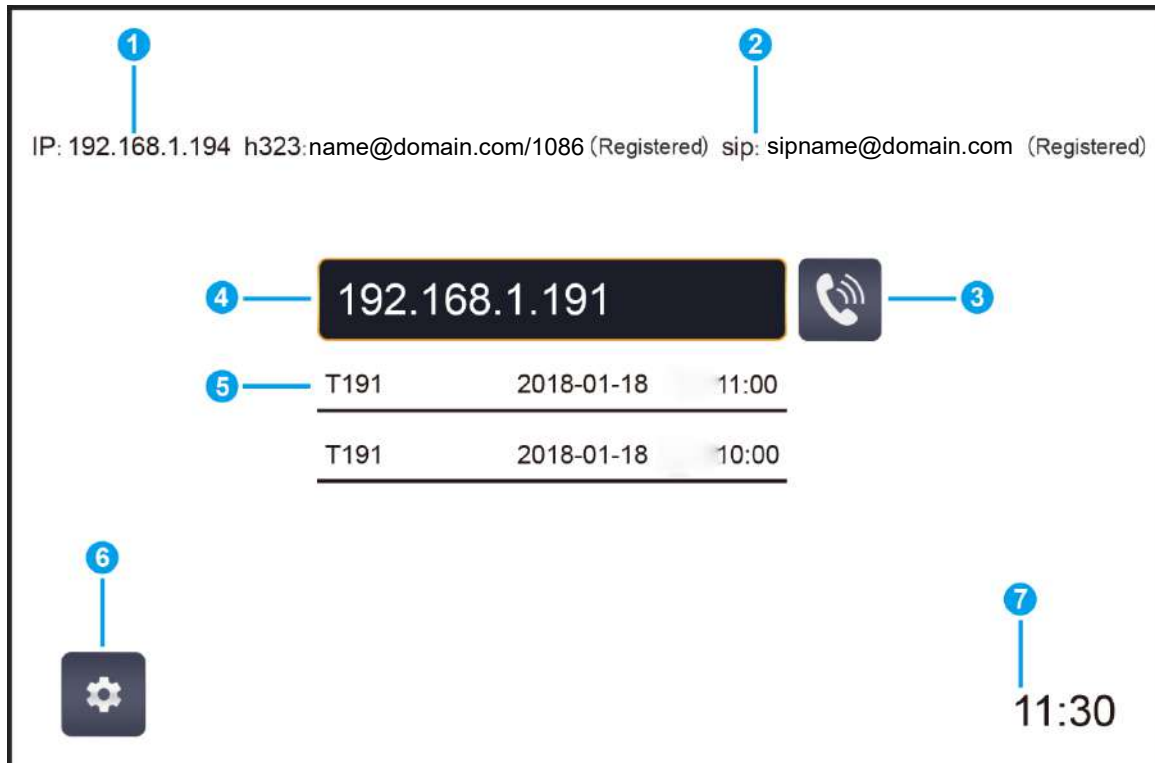 1 2
IP: 192.168.1.194 h323:name@domain.com/1086 (Registered) sip: sipname@domain.com (Registered)
4 192.168.1.191 3
5 T191 2018-01-18 11:00
T191 2018-01-18 10:00
6
7
11:30